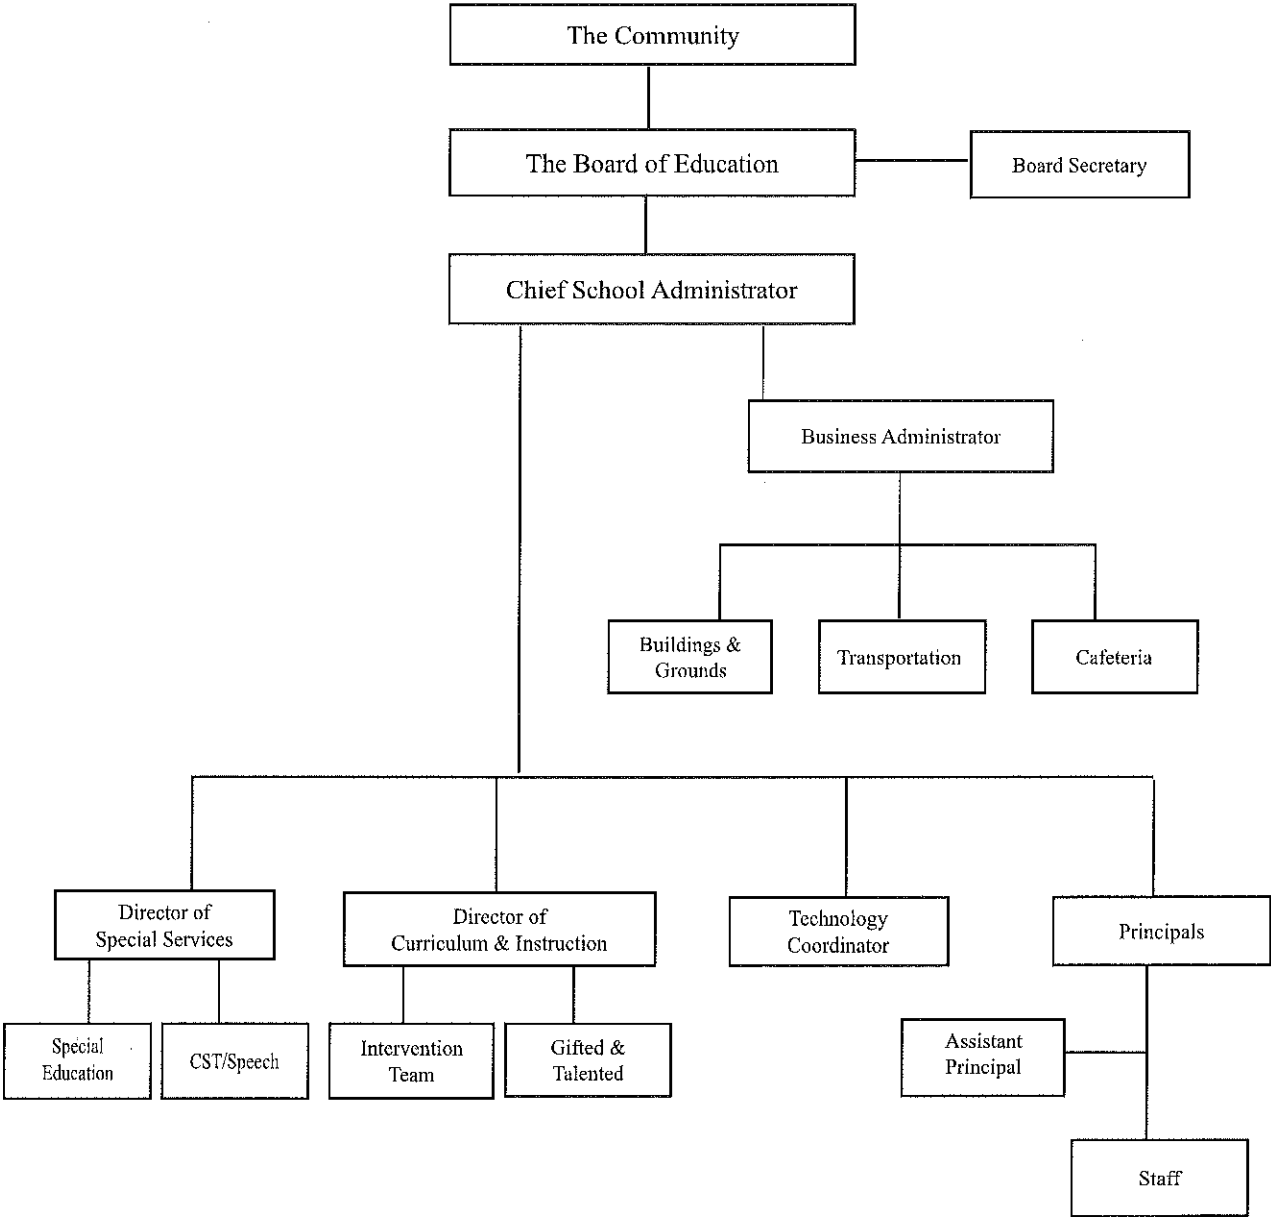 The Community
The Board of Education
Board Secretary
Chief School Administrator
Business Administrator
Buildings &
Grounds
Transportation
Cafeteria
Director of
Special Services
Director of
Curriculum & Instruction
Technology
Coordinator
Principals
Special
Education
CST/Speech
Intervention
Team
Gifted &
Talented
Assistant
Principal
Staff